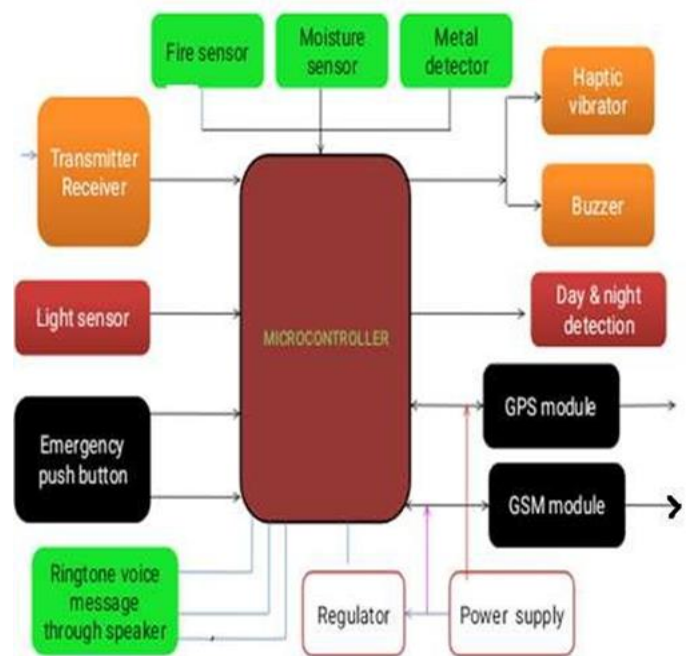 Fire sensor
Moisture
sensor
Metal
detector
Haptic
vibrator
Transmitter
Receiver
Buzzer
Light sensor
Day & night
detection
MICROCONTROLLER
GPS module
Emergency
push button
GSM module
Ringtone voice
message
through speaker
Regulator
Power supply